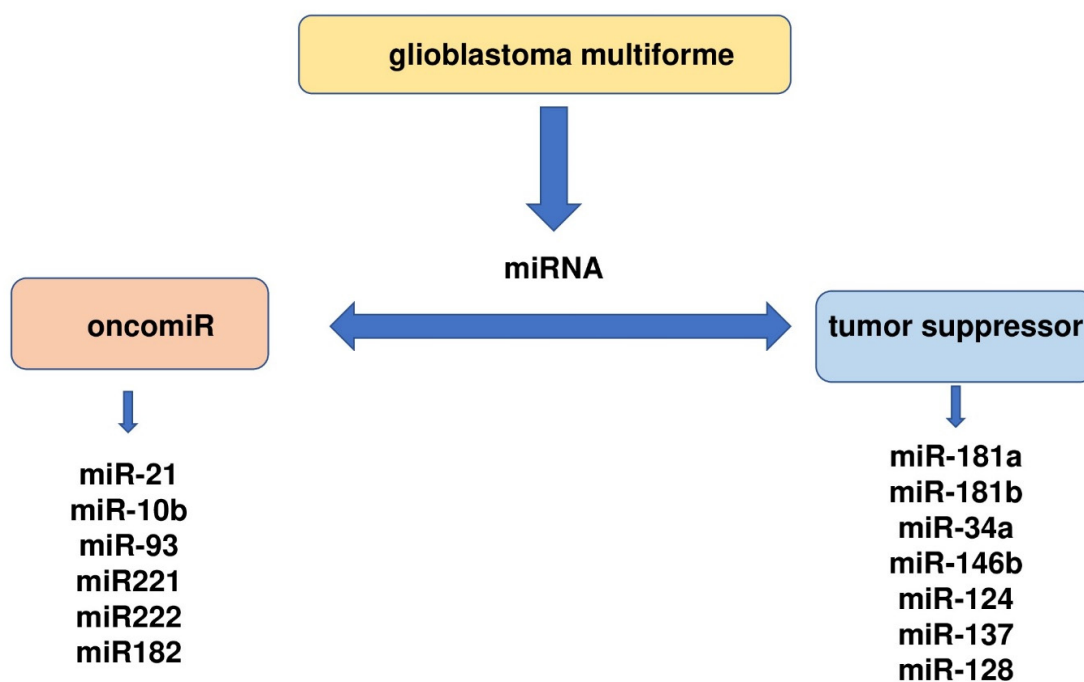 glioblastoma multiforme
miRNA
oncomiR
tumor suppressor
miR-21
miR-10b
miR-93
miR221
miR222
miR182
miR-181a
miR-181b
miR-34a
miR-146b
miR-124
miR-137
miR-128